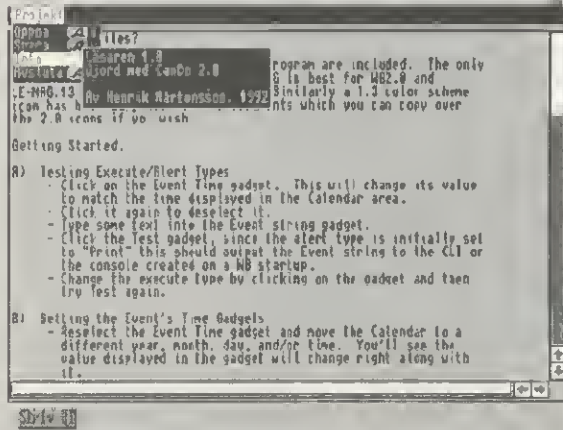 Projekt
Öppna
iles?
Läsaren 1.0
Info
Gjord med CanDo 2.0
rogram are included. The only
Avsluta
G is best for WB2.0 and
E-MAG.13
Av Henrik Mårtensson. 1992
Similarly a 1.3 color scheme
icon has
nts which you can copy over
the 2.0 icons if yo wish
Getting Started.
A) Testing Execute/Alert Types
- Click on the Event Time gadget. This will change its value
to match the time displayed in the Calendar area.
- Click it again to deselect it.
- Type some text into the Event string gadget.
- Click the Test gadget, since the alert type is initially set
to "Print" this should output the Event string to the CLI or
the console created on a WB startup.
- Change the execute type by clicking on the gadget and then
try Test again.
B) Setting the Event's Time Gadgets
- Reselect the Event Time gadget and move the Calendar to a
different year, month, day, and/or time. You'll see the
value displayed in the gadget will change right along with
it.